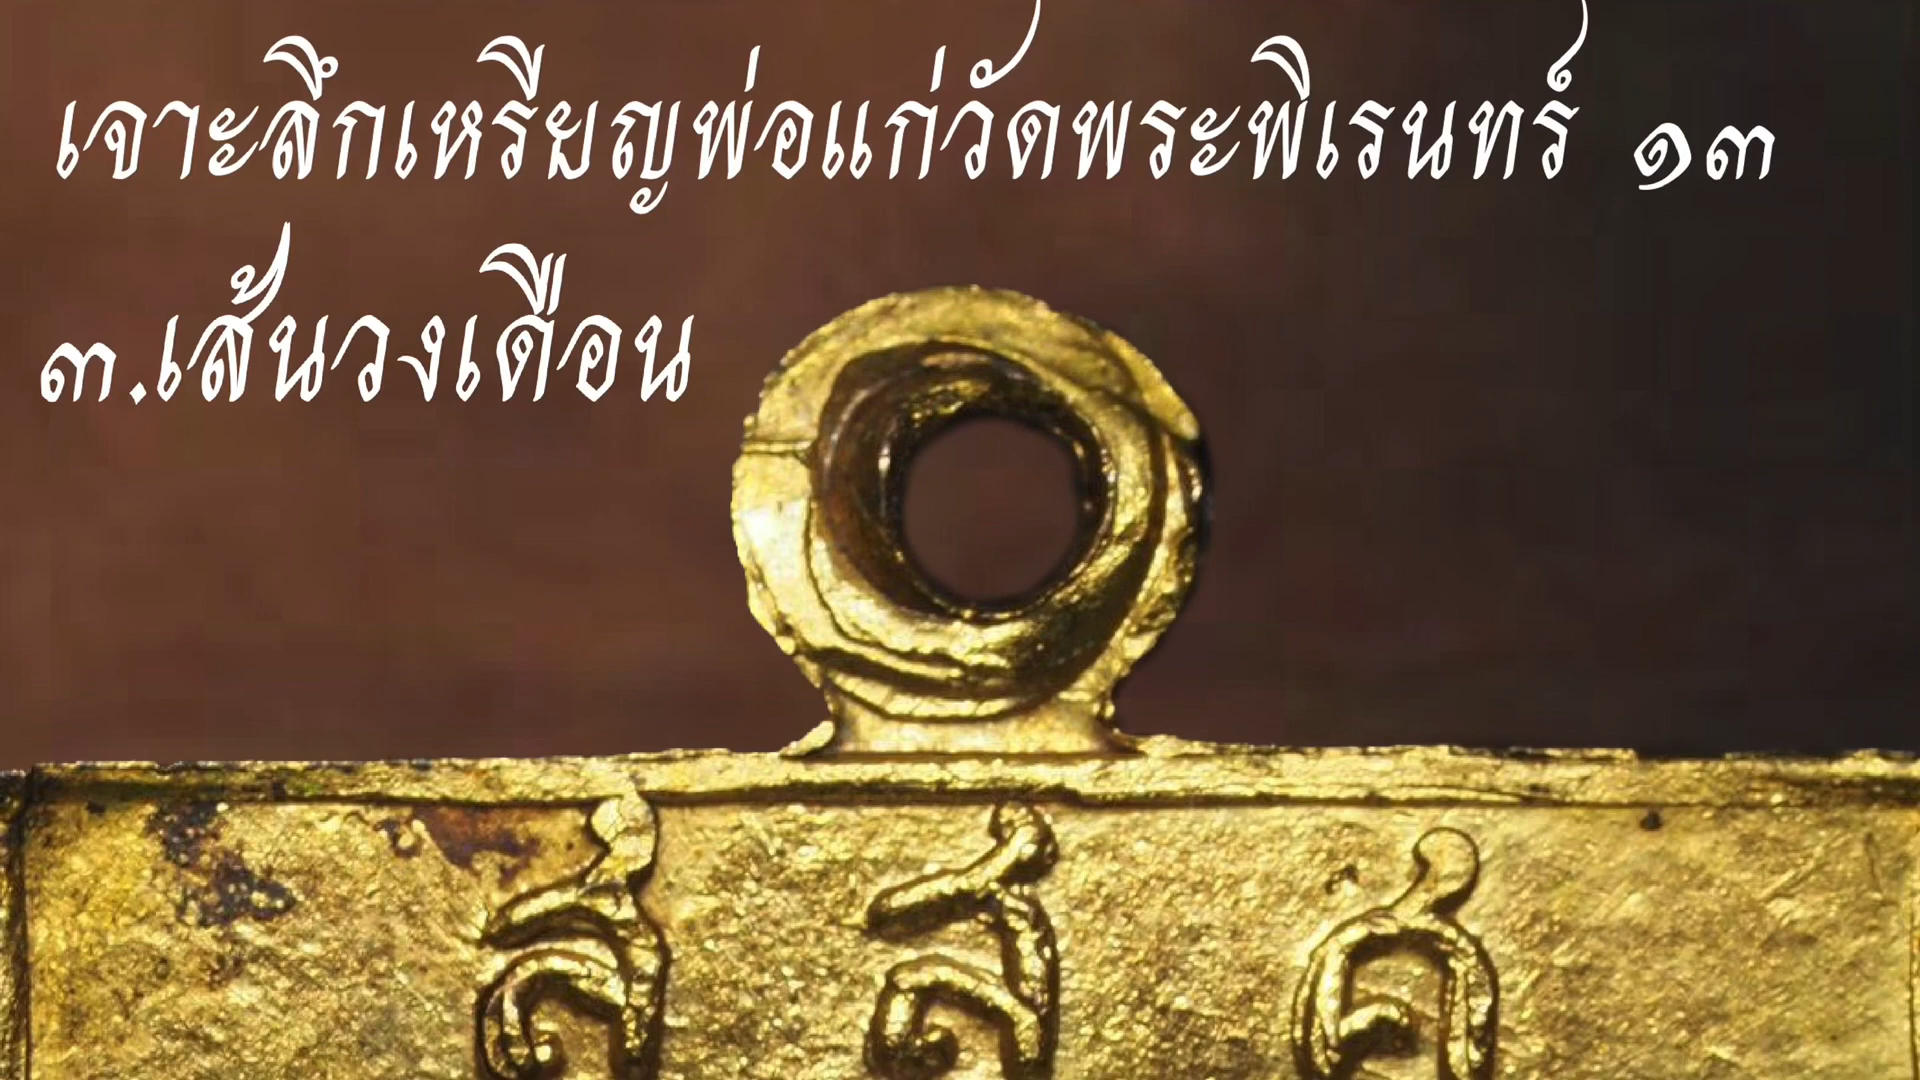 เจาะลึกเหรียญพ่อแก่วัดพระพิเรนทร์ ๑๓
๓.เส้นวงเดือน